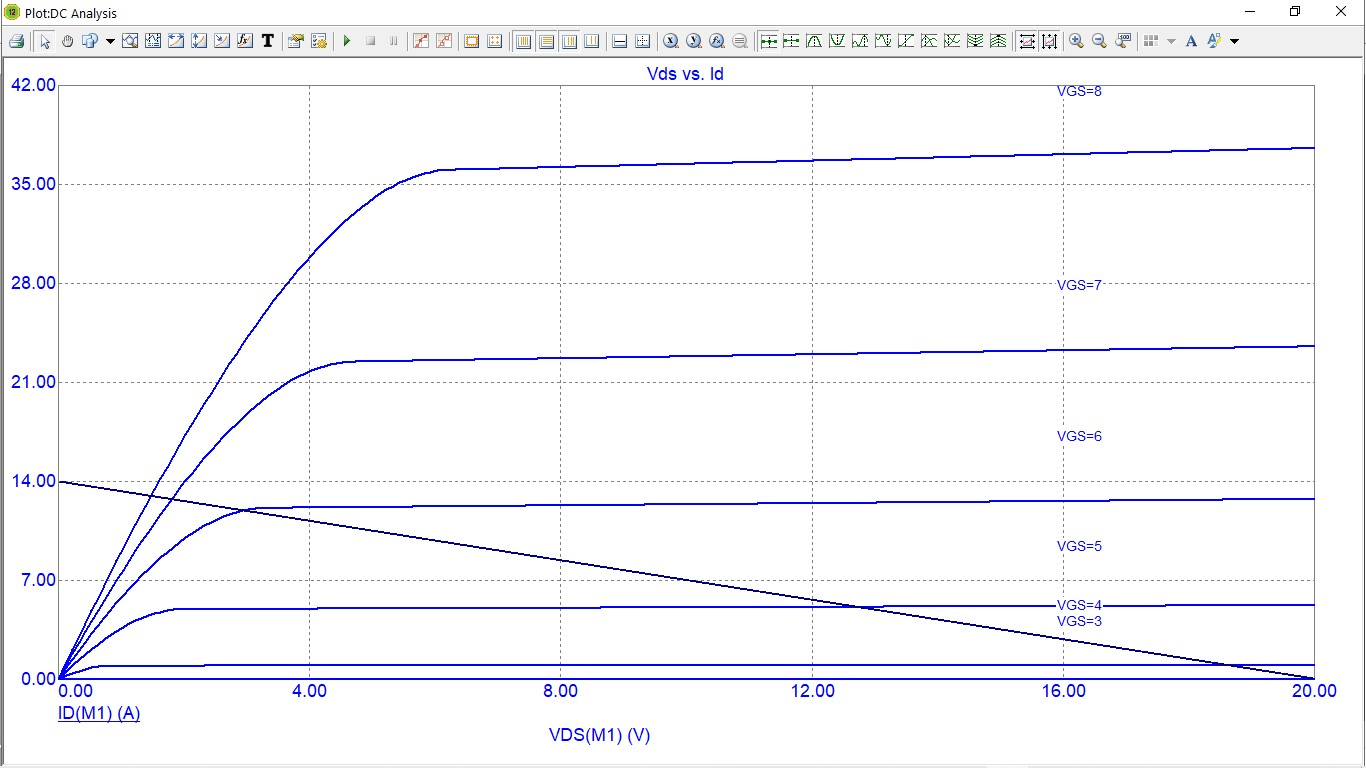 Plot:DC Analysis
Vds vs. Id
42.00
VGS=8
35.00
28.00
VGS=7
21.00
VGS=6
14.00
VGS=5
7.00
VGS=4
VGS=3
0.00
0.00 4.00 8.00 12.00 16.00 20.00
ID(M1) (A)
VDS(M1) (V)